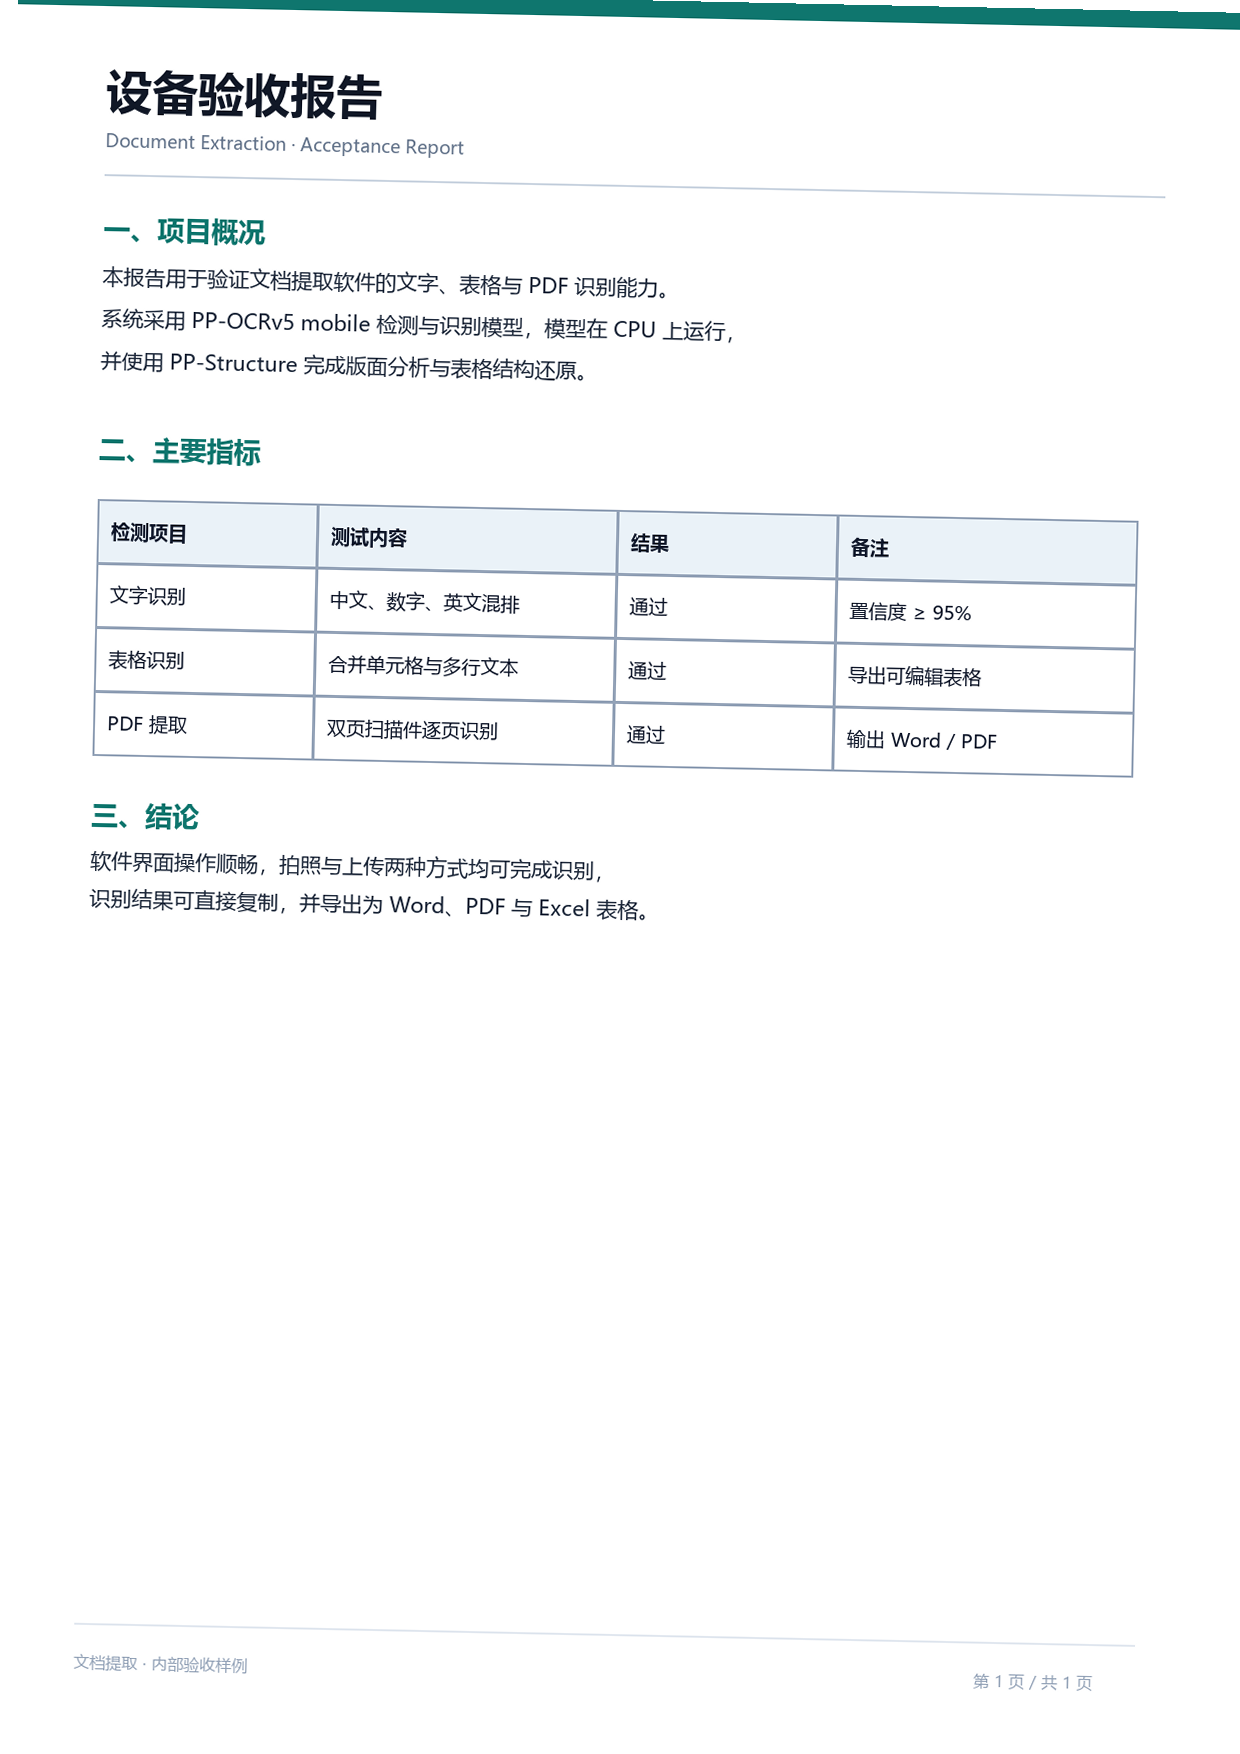 设备验收报告
Document Extraction · Acceptance Report
一、项目概况
本报告用于验证文档提取软件的文字、表格与 PDF 识别能力。
系统采用 PP-OCRv5 mobile 检测与识别模型，模型在 CPU 上运行，
并使用 PP-Structure 完成版面分析与表格结构还原。
二、主要指标
检测项目 测试内容 结果 备注
文字识别 中文、数字、英文混排 通过 置信度 ≥ 95%
表格识别 合并单元格与多行文本 通过 导出可编辑表格
PDF 提取 双页扫描件逐页识别 通过 输出 Word / PDF
三、结论
软件界面操作顺畅，拍照与上传两种方式均可完成识别，
识别结果可直接复制，并导出为 Word、PDF 与 Excel 表格。
文档提取 · 内部验收样例
第 1 页 / 共 1 页